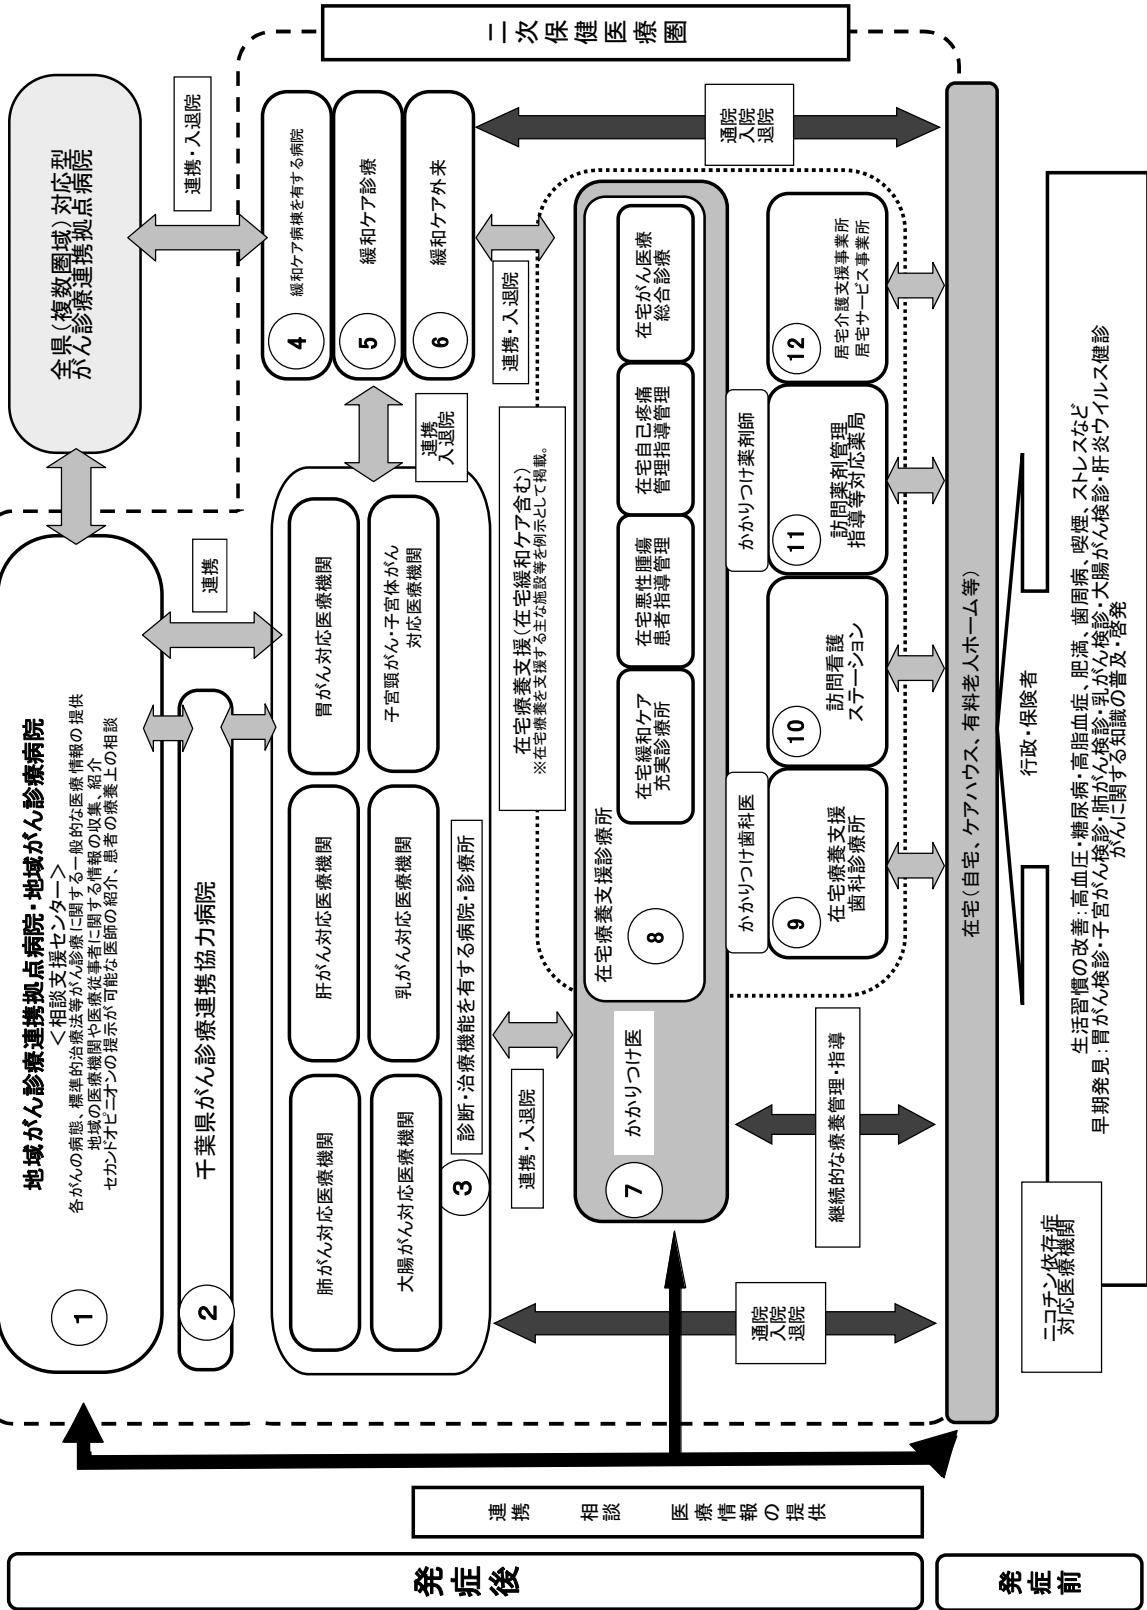 二次保健医療圏
全県（複数圏域）対応型
がん診療連携拠点病院
連携・入退院
地域がん診療連携拠点病院・地域がん診療病院
＜相談支援センター＞
各がんの病態、標準的治療法等がん診療に関する一般的な医療情報の提供
地域の医療機関や医療従事者に関する情報の収集、紹介
セカンドオピニオンの提示が可能な医師の紹介、患者の療養上の相談
1
連携
2
千葉県がん診療連携協力病院
胃がん対応医療機関
子宮頸がん・子宮体がん
対応医療機関
肝がん対応医療機関
乳がん対応医療機関
肺がん対応医療機関
大腸がん対応医療機関
3
診断・治療機能を有する病院・診療所
連携
入退院
4
緩和ケア病棟を有する病院
5
緩和ケア診療
6
緩和ケア外来
連携・入退院
通院
入院
退院
在宅療養支援（在宅緩和ケア含む）
※在宅療養を支援する主な施設等を例示として掲載。
連携・入退院
7
かかりつけ医
在宅療養支援診療所
8
在宅緩和ケア
充実診療所
在宅悪性腫瘍
患者指導管理
在宅自己疼痛
管理指導管理
在宅がん医療
総合診療
かかりつけ歯科医
かかりつけ薬剤師
9
在宅療養支援
歯科診療所
10
訪問看護
ステーション
11
訪問薬剤管理
指導等対応薬局
12
居宅介護支援事業所
居宅サービス事業所
継続的な療養管理・指導
通院
入院
退院
在宅（自宅、ケアハウス、有料老人ホーム等）
行政・保険者
生活習慣の改善：高血圧・糖尿病・高脂血症、肥満、歯周病、喫煙、ストレスなど
早期発見：胃がん検診・子宮がん検診・肺がん検診・乳がん検診・大腸がん検診・肝炎ウイルス健診
がんに関する知識の普及・啓発
ニコチン依存症
対応医療機関
連携　相談　医療情報の提供
発症後
発症前